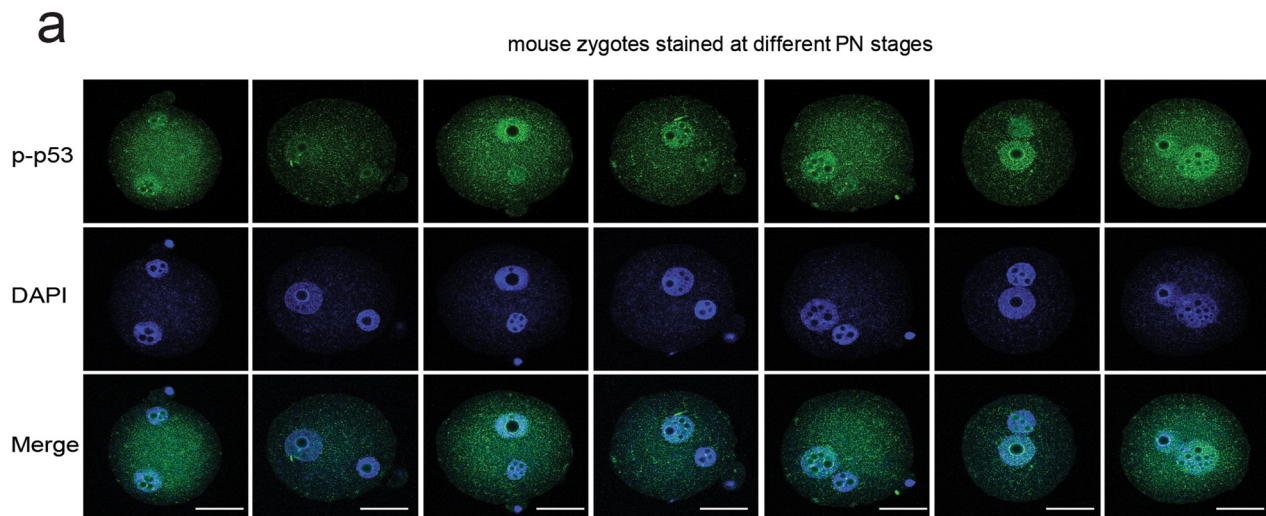 a
mouse zygotes stained at different PN stages
p-p53
DAPI
Merge